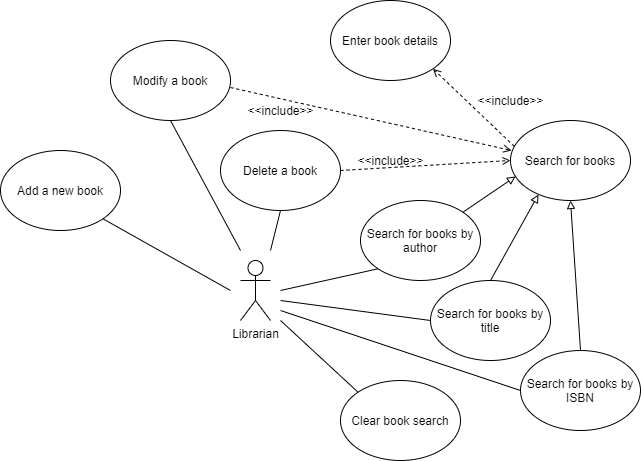 Enter book details
Modify a book
<<include>>
<<include>>
Delete a book
<<include>>
Search for books
Add a new book
Search for books by
author
Search for books by
title
Librarian
Search for books by
ISBN
Clear book search